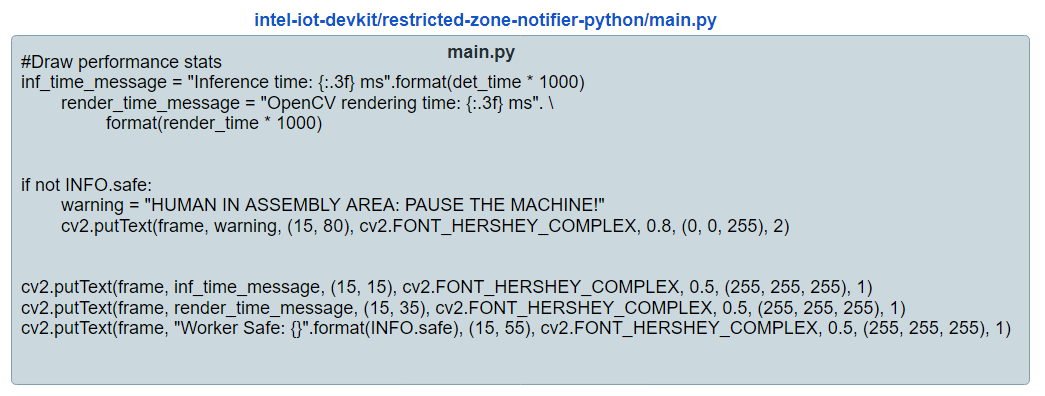 intel-iot-devkit/restricted-zone-notifier-python/main.py
main.py
#Draw performance stats
inf_time_message = "Inference time: {:.3f} ms".format(det_time * 1000)
render_time_message = "OpenCV rendering time: {:.3f} ms". \
format(render_time * 1000)
if not INFO.safe:
warning = "HUMAN IN ASSEMBLY AREA: PAUSE THE MACHINE!"
cv2.putText(frame, warning, (15, 80), cv2.FONT_HERSHEY_COMPLEX, 0.8, (0, 0, 255), 2)
cv2.putText(frame, inf_time_message, (15, 15), cv2.FONT_HERSHEY_COMPLEX, 0.5, (255, 255, 255), 1)
cv2.putText(frame, render_time_message, (15, 35), cv2.FONT_HERSHEY_COMPLEX, 0.5, (255, 255, 255), 1)
cv2.putText(frame, "Worker Safe: {}".format(INFO.safe), (15, 55), cv2.FONT_HERSHEY_COMPLEX, 0.5, (255, 255, 255), 1)